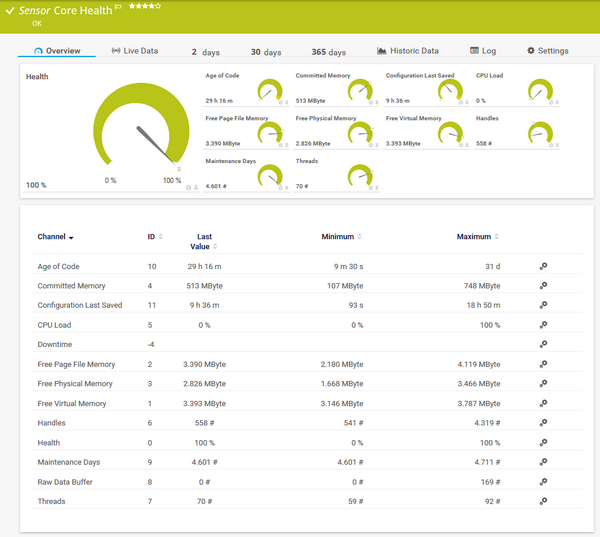 Sensor Core Health
OK
Overview Live Data 2 days 30 days 365 days Historic Data Log Settings
Health
0 %
100 %
100 %
Age of Code
29 h 16 m
Committed Memory
513 MByte
Configuration Last Saved
9 h 36 m
CPU Load
0 %
Free Page File Memory
3.390 MByte
Free Physical Memory
2.826 MByte
Free Virtual Memory
3.393 MByte
Handles
558 #
Maintenance Days
4.601 #
Threads
70 #
Channel ID Last Value Minimum Maximum
Age of Code 10 29 h 16 m 9 m 30 s 31 d
Committed Memory 4 513 MByte 107 MByte 748 MByte
Configuration Last Saved 11 9 h 36 m 93 s 18 h 50 m
CPU Load 5 0 % 0 % 100 %
Downtime -4
Free Page File Memory 2 3.390 MByte 2.180 MByte 4.119 MByte
Free Physical Memory 3 2.826 MByte 1.668 MByte 3.466 MByte
Free Virtual Memory 1 3.393 MByte 3.146 MByte 3.787 MByte
Handles 6 558 # 541 # 4.319 #
Health 0 100 % 0 % 100 %
Maintenance Days 9 4.601 # 4.601 # 4.711 #
Raw Data Buffer 8 0 # 0 # 169 #
Threads 7 70 # 59 # 92 #